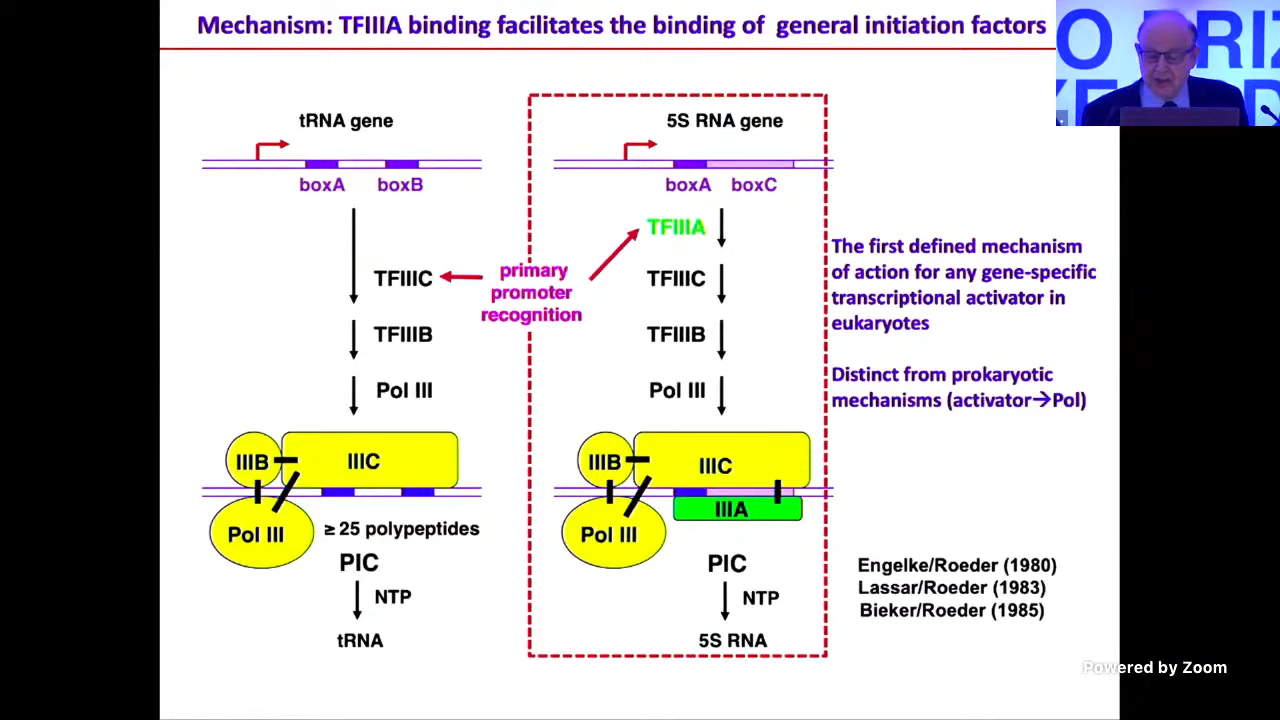 Mechanism: TFIIIA binding facilitates the binding of general initiation factors
O PRIZ
tRNA gene
boxA
boxB
TFIIIC
TFIIIB
Pol III
IIIB
IIIC
Pol III
≥ 25 polypeptides
PIC
NTP
tRNA
primary
promoter
recognition
5S RNA gene
boxA
boxC
TFIIIA
TFIIIC
TFIIIB
Pol III
IIIB
IIIC
IIIA
Pol III
PIC
NTP
5S RNA
The first defined mechanism
of action for any gene-specific
transcriptional activator in
eukaryotes
Distinct from prokaryotic
mechanisms (activator→Pol)
Engelke/Roeder (1980)
Lassar/Roeder (1983)
Bieker/Roeder (1985)
Powered by Zoom